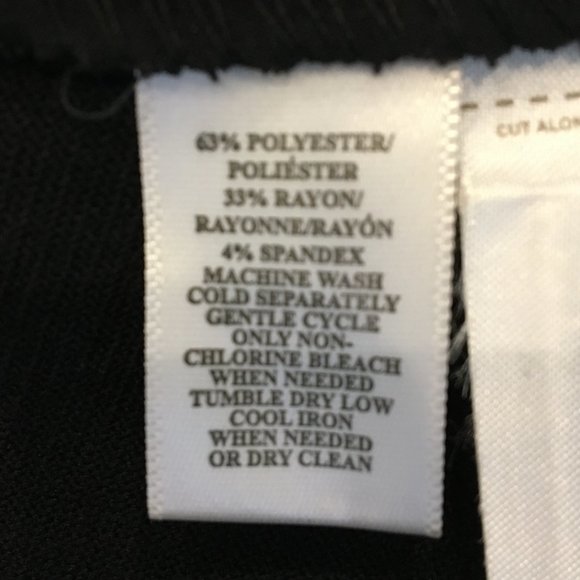 63% POLYESTER/
POLIÉSTER
33% RAYON/
RAYONNE/RAYÓN
4% SPANDEX
MACHINE WASH
COLD SEPARATELY
GENTLE CYCLE
ONLY NON-
CHLORINE BLEACH
WHEN NEEDED
TUMBLE DRY LOW
COOL IRON
WHEN NEEDED
OR DRY CLEAN
CUT ALON